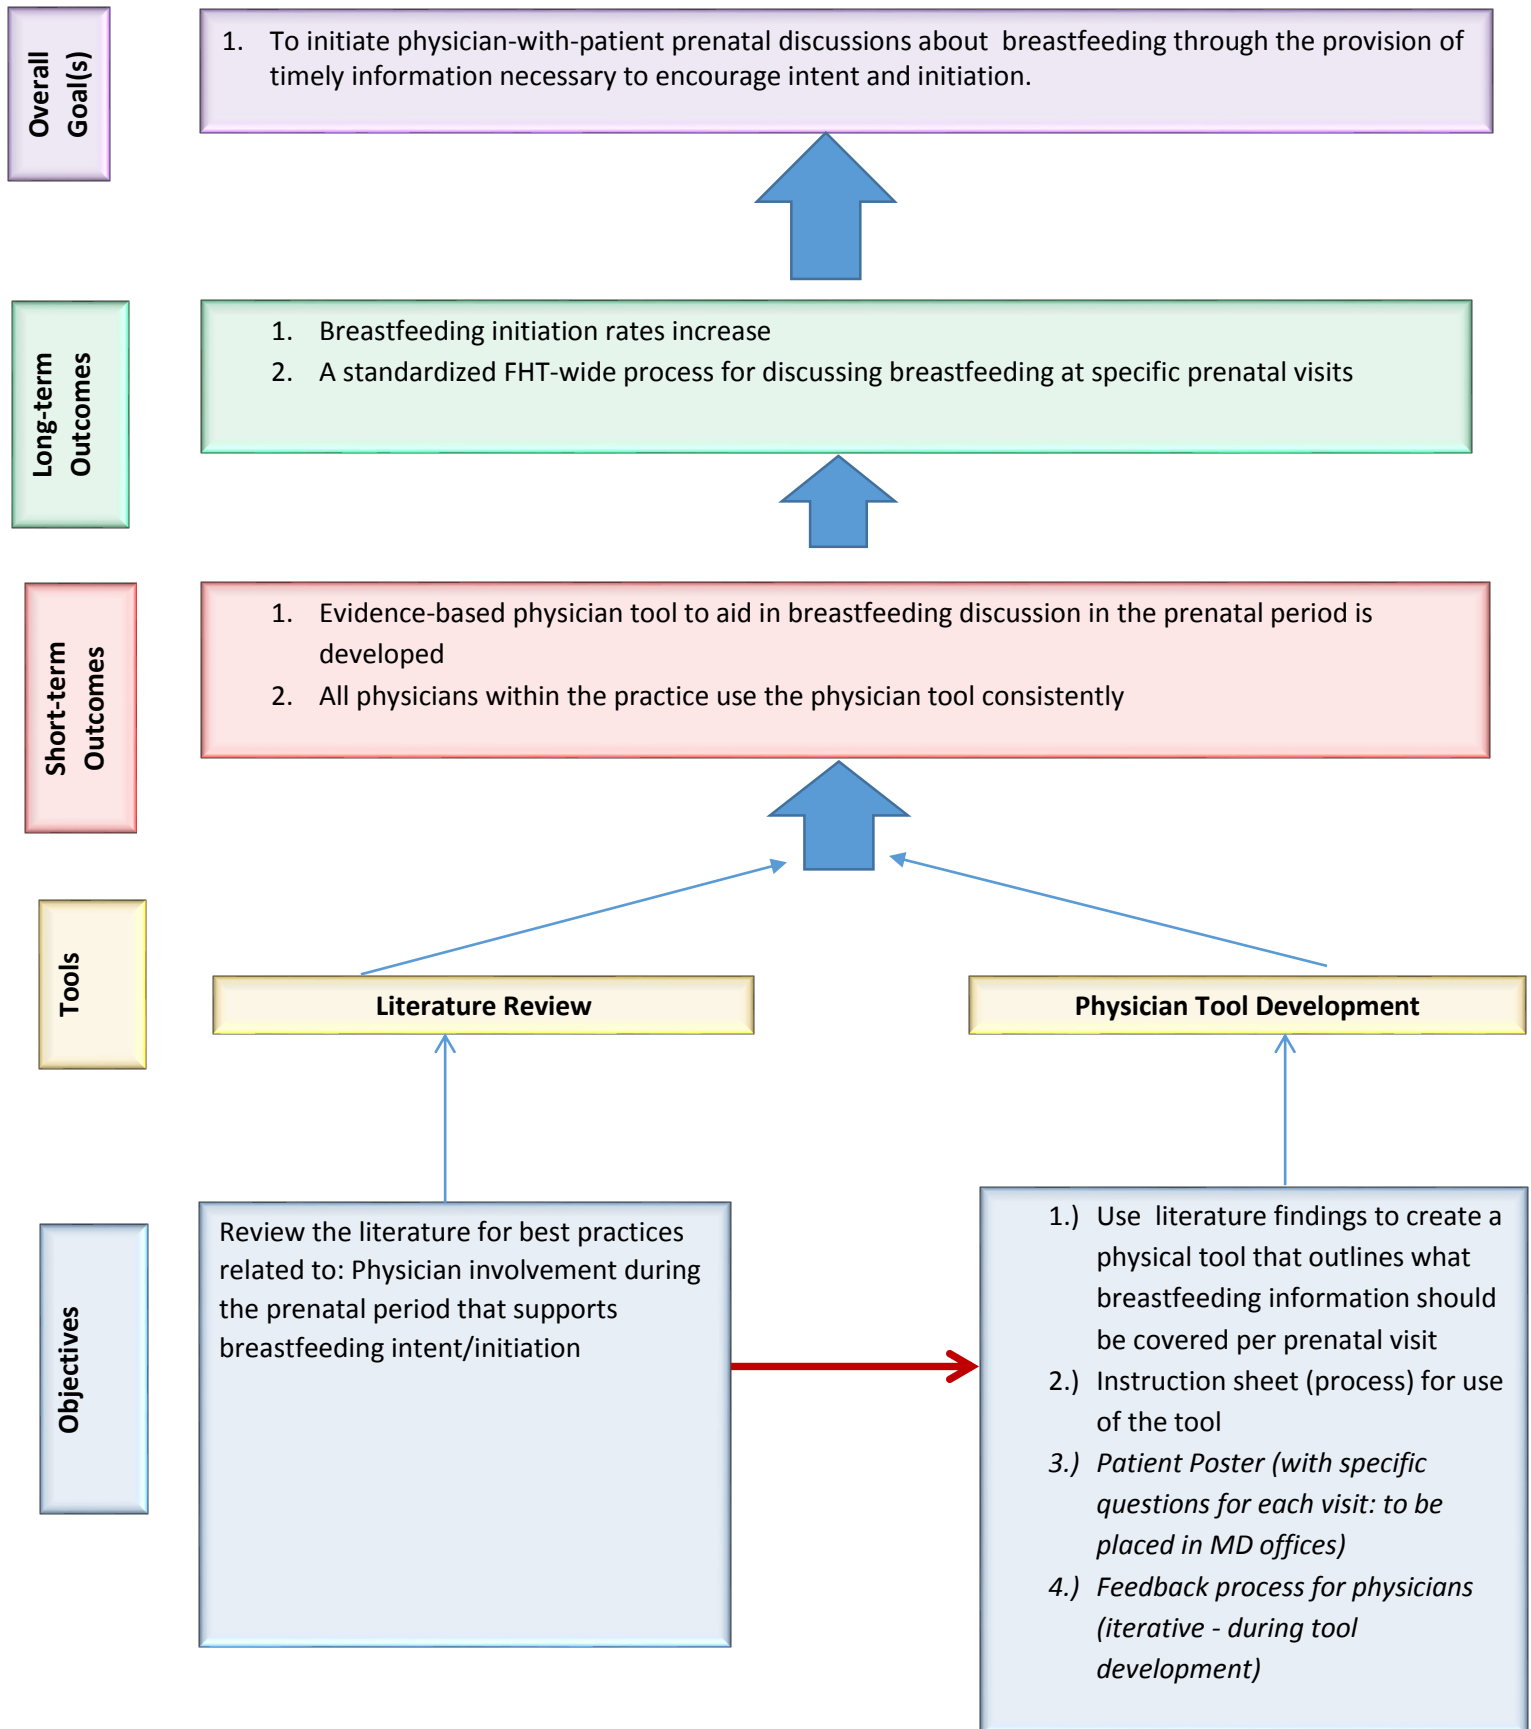 Overall
Goal(s)
1. To initiate physician-with-patient prenatal discussions about  breastfeeding through the provision of
timely information necessary to encourage intent and initiation.
Long-term
Outcomes
1. Breastfeeding initiation rates increase
2. A standardized FHT-wide process for discussing breastfeeding at specific prenatal visits
Short-term
Outcomes
1. Evidence-based physician tool to aid in breastfeeding discussion in the prenatal period is
developed
2. All physicians within the practice use the physician tool consistently
Tools
Literature Review
Physician Tool Development
Objectives
Review the literature for best practices
related to: Physician involvement during
the prenatal period that supports
breastfeeding intent/initiation
1.) Use  literature findings to create a
physical tool that outlines what
breastfeeding information should
be covered per prenatal visit
2.) Instruction sheet (process) for use
of the tool
3.) Patient Poster (with specific
questions for each visit: to be
placed in MD offices)
4.) Feedback process for physicians
(iterative - during tool
development)